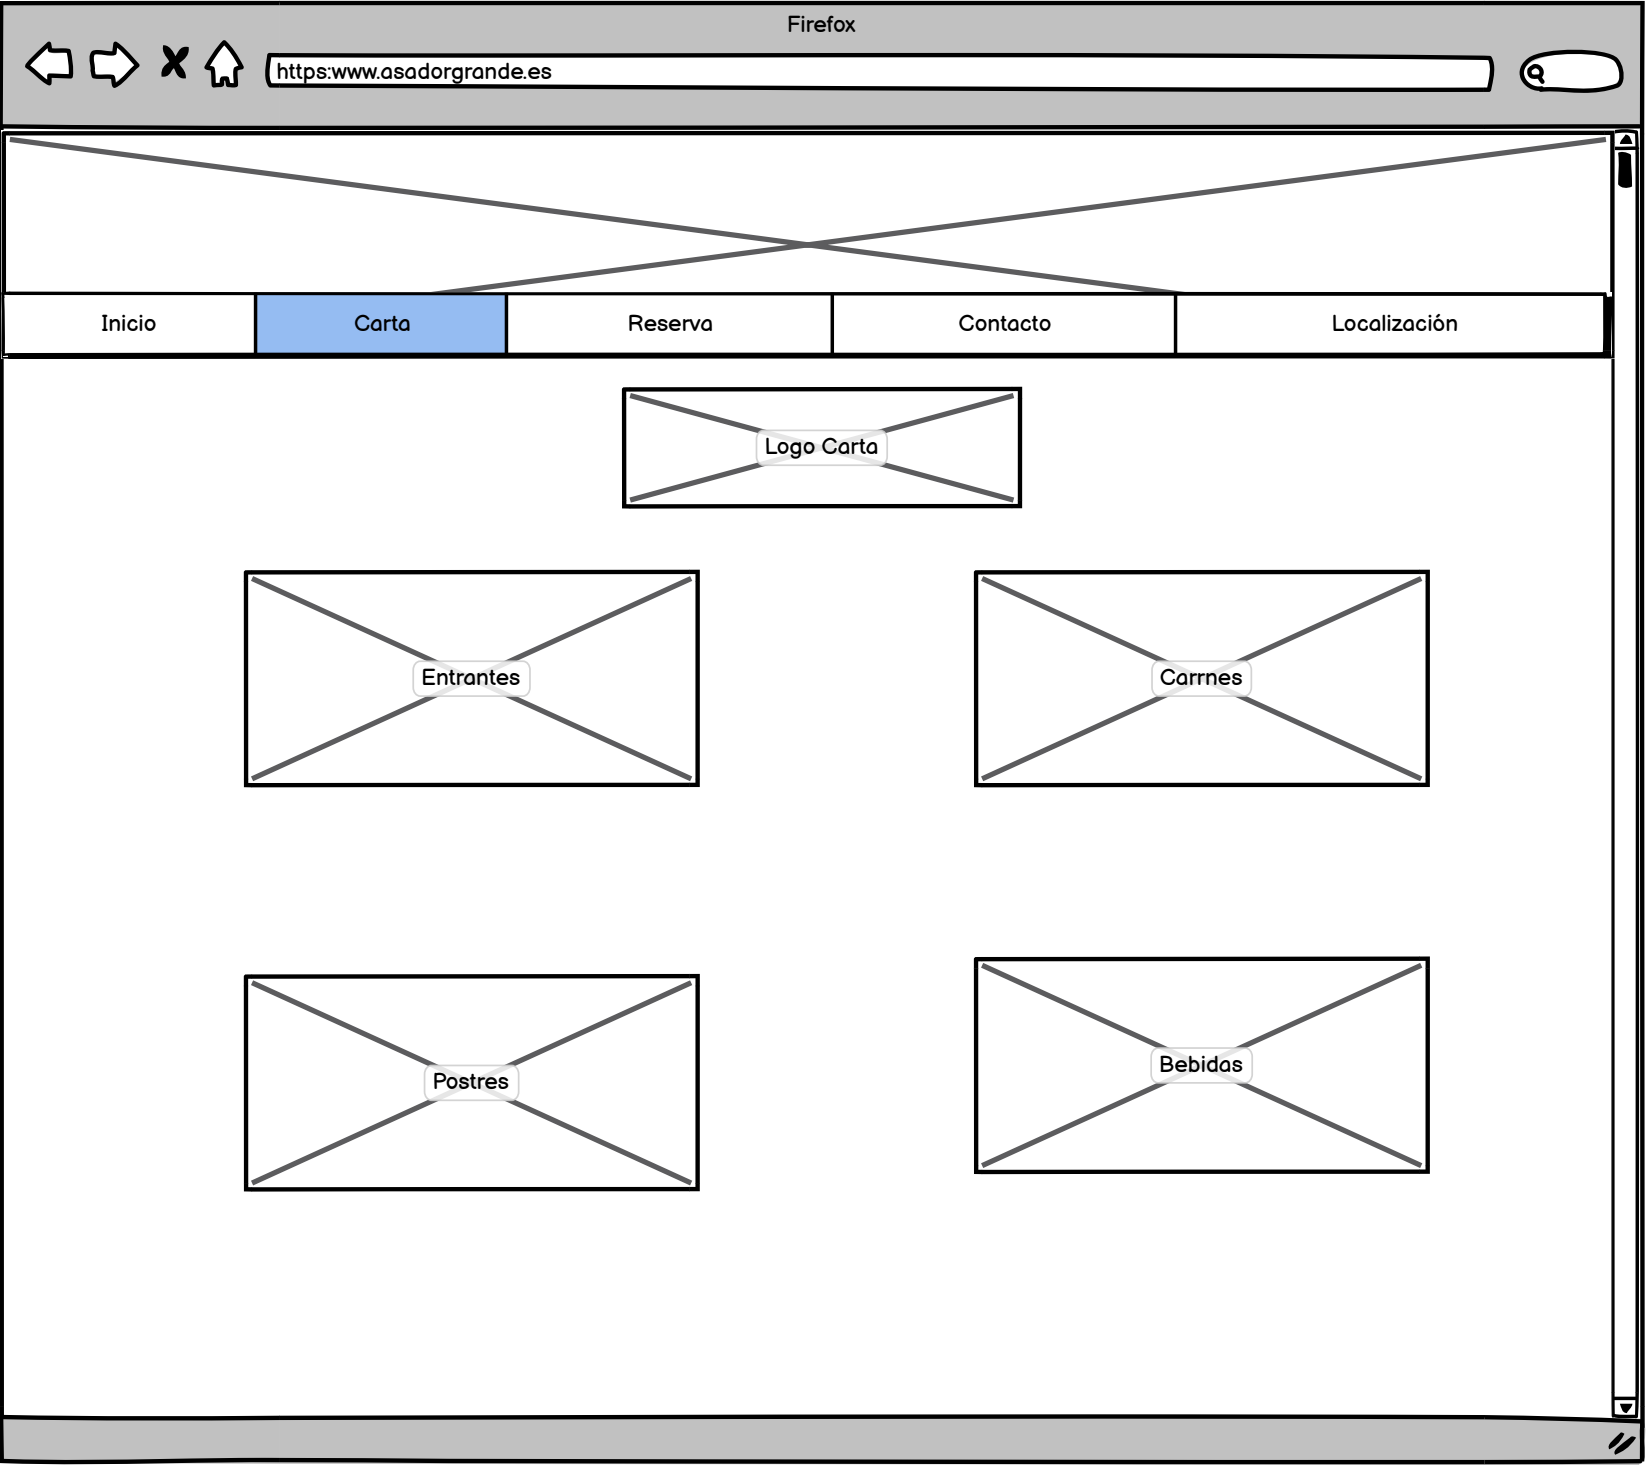 Firefox
https:www.asadorgrande.es
Inicio Carta Reserva Contacto Localización
Logo Carta
Entrantes Carrnes
Postres Bebidas